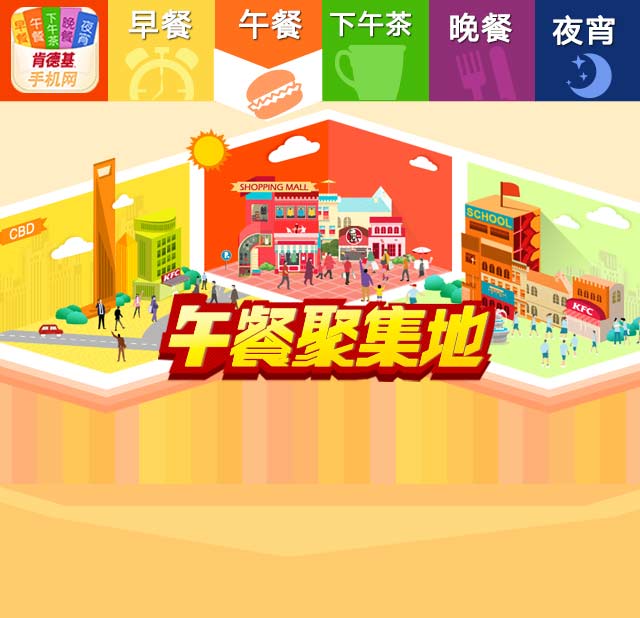 早餐
午餐
下午茶
晚餐
夜宵
肯德基
手机网
早餐
午餐
下午茶
晚餐
夜宵
CBD
KFC
SHOPPING MALL
SCHOOL
KFC
午餐聚集地